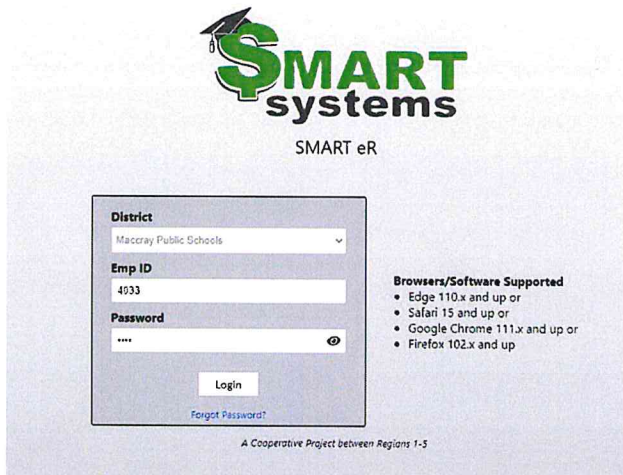 $MART
systems
SMART eR
District
Maccray Public Schools
Emp ID
4933
Password
••••
Login
Forgot Password?
Browsers/Software Supported
• Edge 110.x and up or
• Safari 15 and up or
• Google Chrome 111.x and up or
• Firefox 102.x and up
A Cooperative Project between Regions 1-5